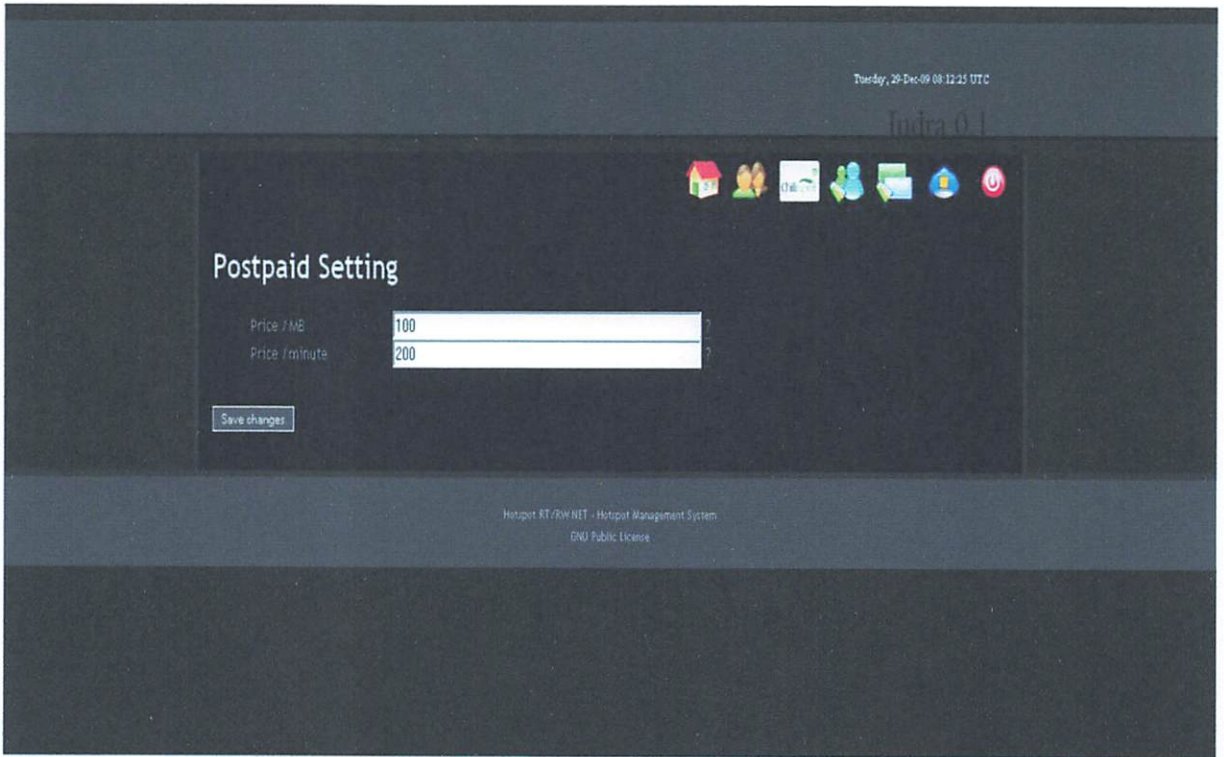 Tuesday, 29-Dec-09 08:12:25 UTC
Indra 0.1
Postpaid Setting
Price /MB 100 ?
Price /minute 200 ?
Save changes
Hotspot RT/RW NET - Hotspot Management System
GNU Public License